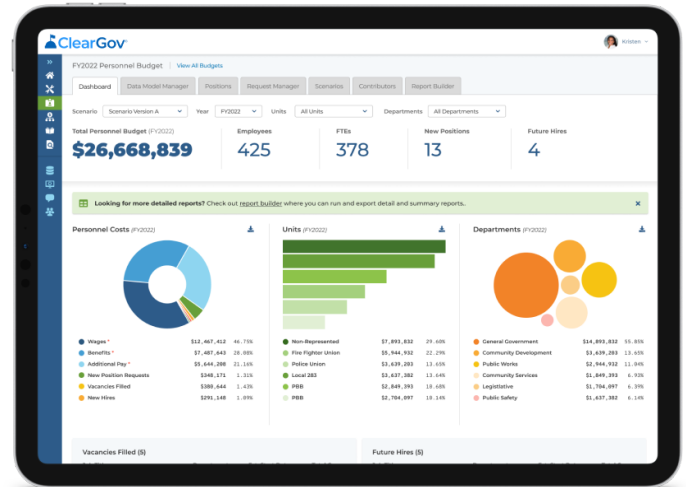 ClearGov
Kristen
FY2022 Personnel Budget | View All Budgets
Dashboard Data Model Manager Positions Request Manager Scenarios Contributors Report Builder
Scenario Scenario Version A Year FY2022 Units All Units Departments All Departments
Total Personnel Budget (FY2022) Employees FTEs New Positions Future Hires
$26,668,839 425 378 13 4
Looking for more detailed reports? Check out report builder where you can run and export detail and summary reports..
Personnel Costs (FY2022) Units (FY2022) Departments (FY2022)
Wages * $12,467,412 46.75% Non-Represented $7,893,832 29.60% General Government $14,893,832 55.85%
Benefits * $7,487,643 28.08% Fire Fighter Union $5,944,932 22.29% Community Development $3,639,283 13.65%
Additional Pay * $5,644,288 21.16% Police Union $3,639,283 13.65% Public Works $2,944,932 11.04%
New Position Requests $348,171 1.31% Local 283 $3,637,382 13.64% Community Services $1,849,393 6.93%
Vacancies Filled $388,644 1.43% PBB $2,849,393 10.68% Legistlative $1,704,097 6.39%
New Hires $291,148 1.09% PBB $2,704,097 10.14% Public Safety $1,637,382 6.14%
Vacancies Filled (5) Future Hires (5)